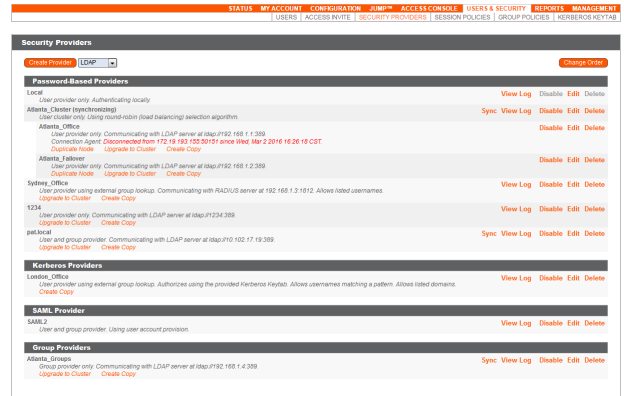 STATUS MY ACCOUNT CONFIGURATION JUMP™ ACCESS CONSOLE USERS & SECURITY REPORTS MANAGEMENT
USERS ACCESS INVITE SECURITY PROVIDERS SESSION POLICIES GROUP POLICIES KERBEROS KEYTAB
Security Providers
Create Provider LDAP Change Order
Password-Based Providers
Local View Log Disable Edit Delete
User provider only. Authenticating locally.
Atlanta_Cluster (synchronizing) Sync View Log Disable Edit Delete
User cluster only. Using round-robin (load balancing) selection algorithm.
Atlanta_Office Disable Edit Delete
User provider only. Communicating with LDAP server at ldap://192.168.1.1:389.
Connection Agent: Disconnected from 172.19.193.155:50151 since Wed, Mar 2 2016 16:26:18 CST.
Duplicate Node Upgrade to Cluster Create Copy
Atlanta_Failover Disable Edit Delete
User provider only. Communicating with LDAP server at ldap://192.168.1.2:389.
Duplicate Node Upgrade to Cluster Create Copy
Sydney_Office View Log Disable Edit Delete
User provider using external group lookup. Communicating with RADIUS server at 192.168.1.3:1812. Allows listed usernames.
Upgrade to Cluster Create Copy
1234 View Log Disable Edit Delete
User provider only. Communicating with LDAP server at ldap://1234:389.
Upgrade to Cluster Create Copy
pat.local Sync View Log Disable Edit Delete
User and group provider. Communicating with LDAP server at ldap://10.102.17.19:389.
Upgrade to Cluster Create Copy
Kerberos Providers
London_Office View Log Disable Edit Delete
User provider using external group lookup. Authorizes using the provided Kerberos Keytab. Allows usernames matching a pattern. Allows listed domains.
Create Copy
SAML Provider
SAML2 View Log Disable Edit Delete
User and group provider. Using user account provision.
Group Providers
Atlanta_Groups Sync View Log Disable Edit Delete
Group provider only. Communicating with LDAP server at ldap://192.168.1.4:389.
Upgrade to Cluster Create Copy